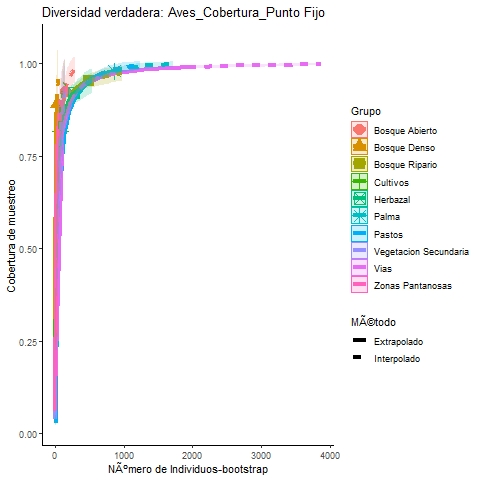 Diversidad verdadera: Aves_Cobertura_Punto Fijo
Cobertura de muestreo
1.00
0.75
0.50
0.25
0.00
0
1000
2000
3000
4000
NÃºmero de Individuos-bootstrap
Grupo
Bosque Abierto
Bosque Denso
Bosque Ripario
Cultivos
Herbazal
Palma
Pastos
Vegetacion Secundaria
Vias
Zonas Pantanosas
MÃ©todo
Extrapolado
Interpolado